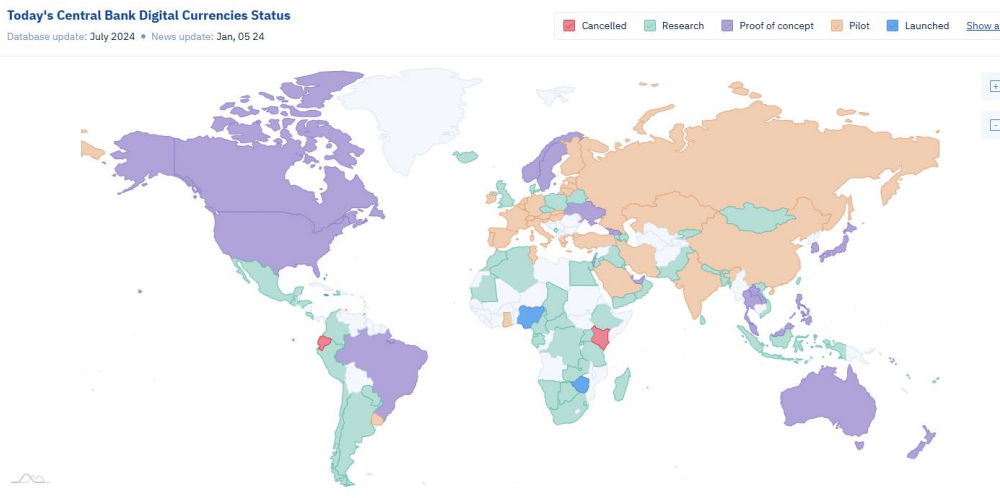 Today's Central Bank Digital Currencies Status
Database update: July 2024 • News update: Jan, 05 24
Cancelled Research Proof of concept Pilot Launched Show a
+
-